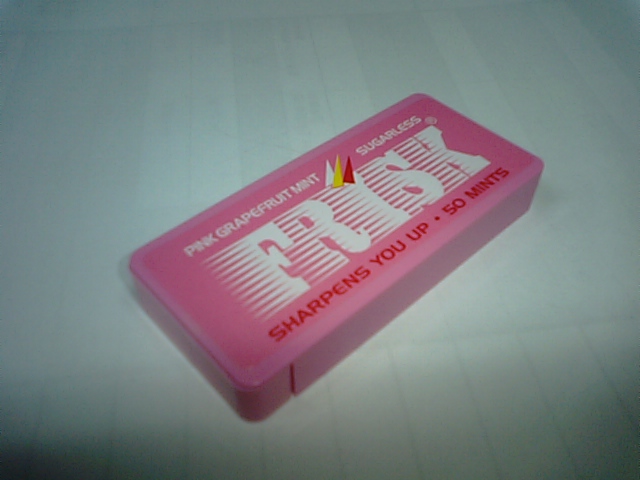 PINK GRAPEFRUIT MINT SUGARLESS
FRISK®
SHARPENS YOU UP • 50 MINTS